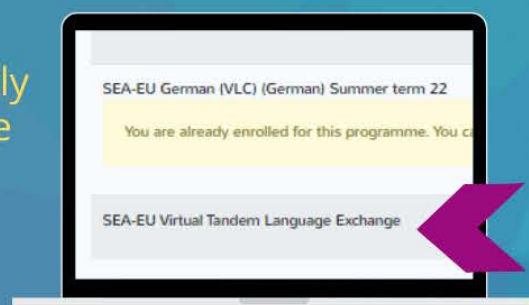 SEA-EU German (VLC) (German) Summer term 22
You are already enrolled for this programme. You
SEA-EU Virtual Tandem Language Exchange